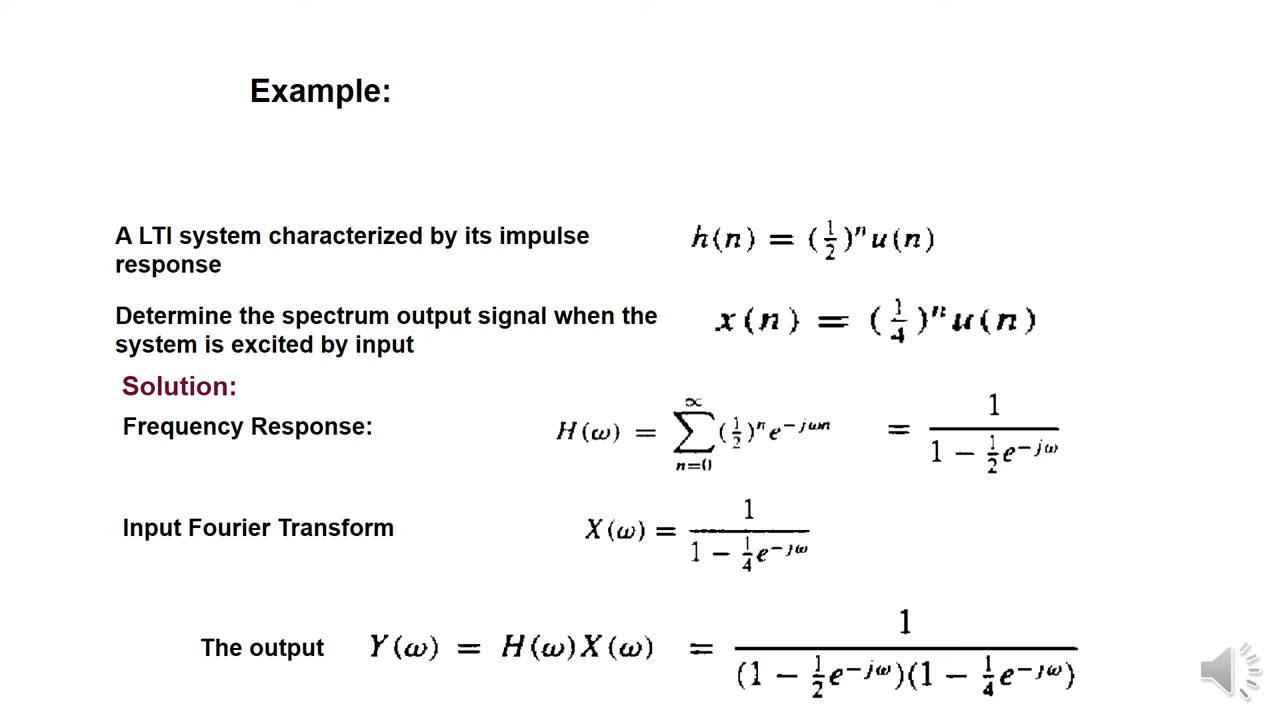 Example:
A LTI system characterized by its impulse response h(n) = (1/2)^n u(n)
Determine the spectrum output signal when the system is excited by input x(n) = (1/4)^n u(n)
Solution:
Frequency Response: H(ω) = ∑_{n=0}^{∞} (1/2)^n e^{-jωn} = 1 / (1 − 1/2 e^{-jω})
Input Fourier Transform X(ω) = 1 / (1 − 1/4 e^{-jω})
The output Y(ω) = H(ω)X(ω) = 1 / ((1 − 1/2 e^{-jω})(1 − 1/4 e^{-jω}))